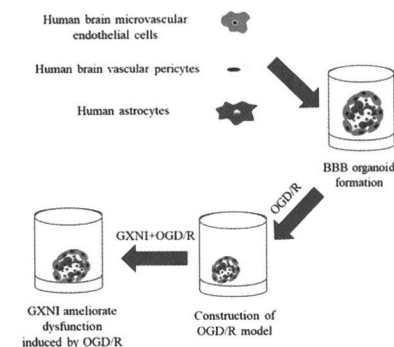 Human brain microvascular
endothelial cells
Human brain vascular pericytes
Human astrocytes
BBB organoid
formation
OGD/R
GXNI+OGD/R
Construction of
OGD/R model
GXNI ameliorate
dysfunction
induced by OGD/R